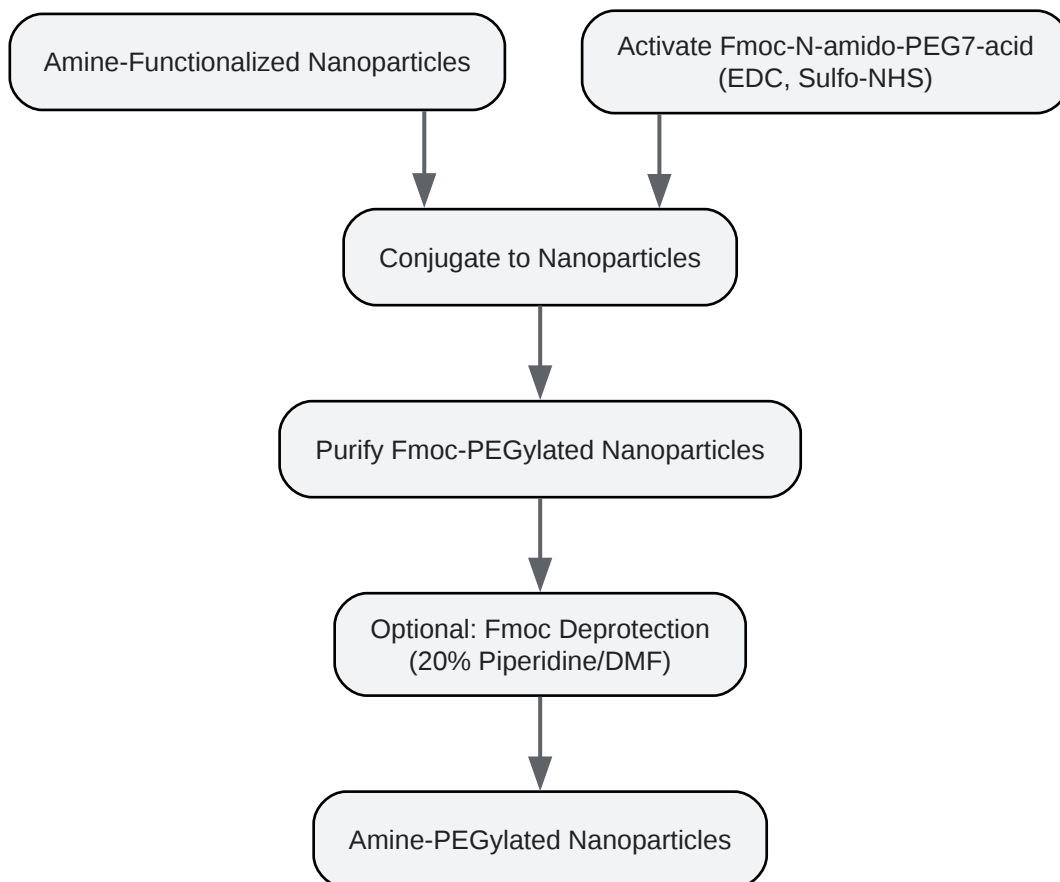 Amine-Functionalized Nanoparticles
Activate Fmoc-N-amido-PEG7-acid
(EDC, Sulfo-NHS)
Conjugate to Nanoparticles
Purify Fmoc-PEGylated Nanoparticles
Optional: Fmoc Deprotection
(20% Piperidine/DMF)
Amine-PEGylated Nanoparticles